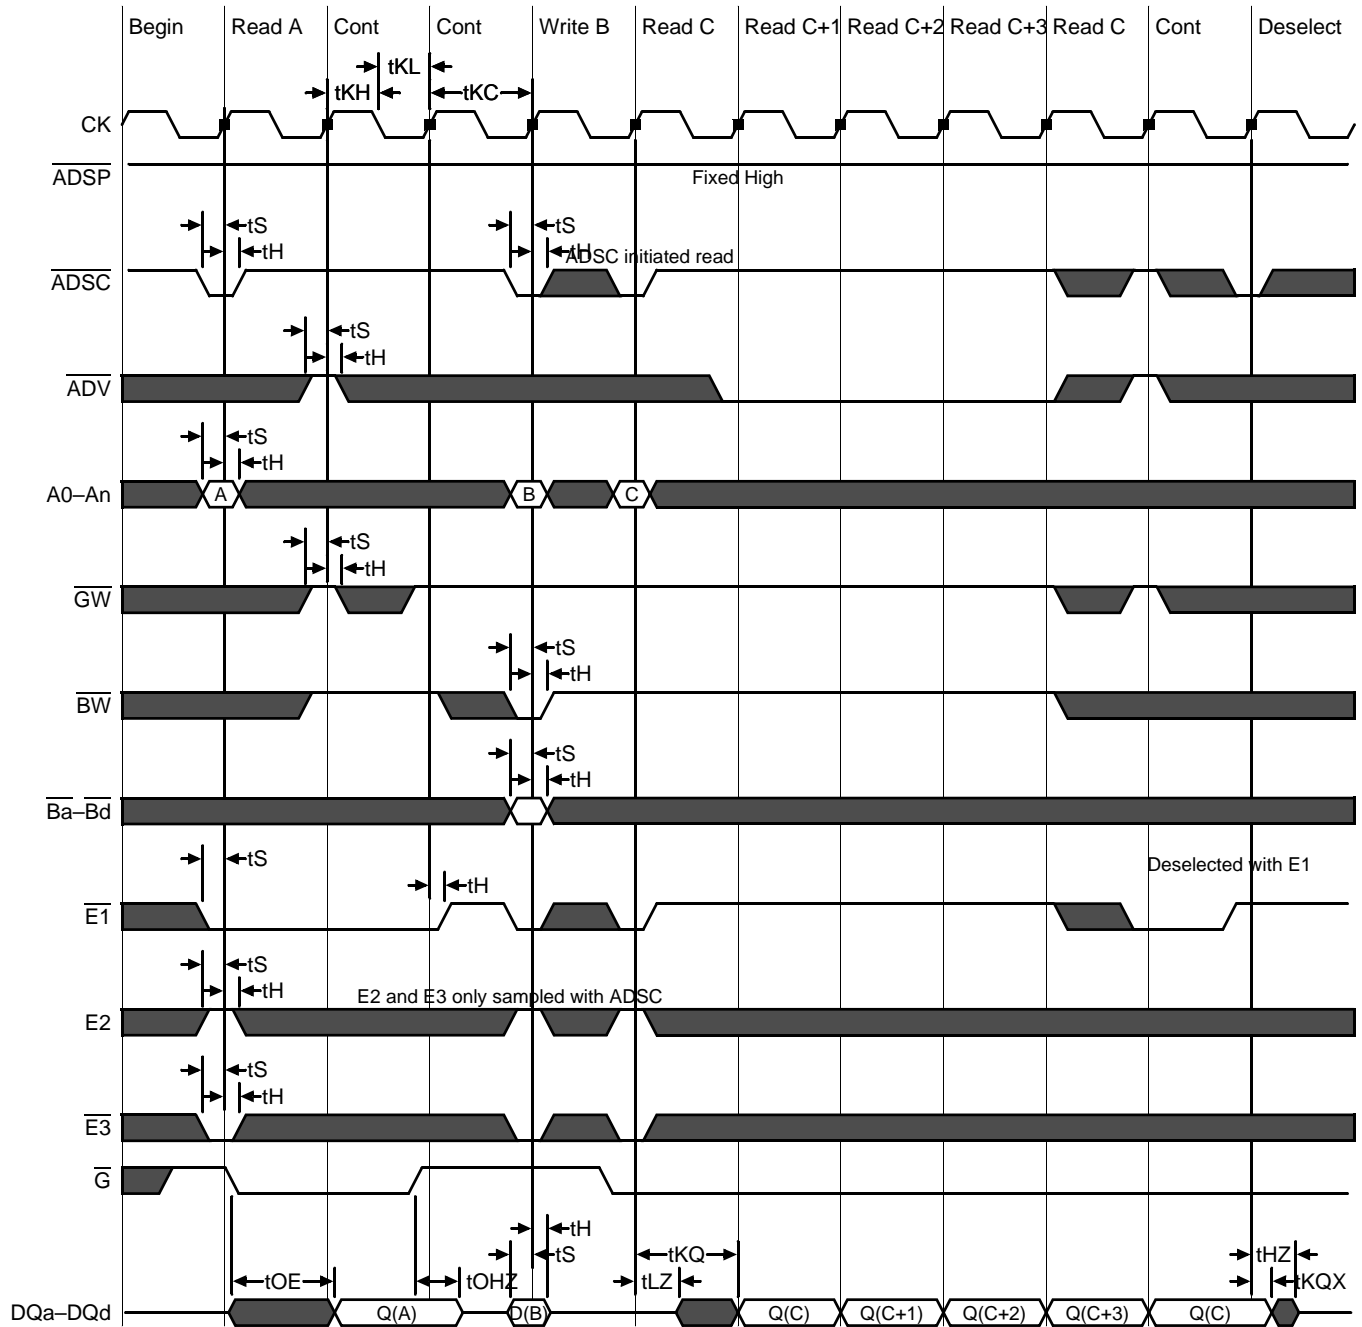 Begin Read A Cont Cont Write B Read C Read C+1 Read C+2 Read C+3 Read C Cont Deselect
tKL
tKH tKC
CK
ADSP
Fixed High
tS tS
tH tH
ADSC initiated read
ADSC
tS
tH
ADV
tS
tH
A0–An A B C
tS
tH
GW
tS
tH
BW
tS
tH
Ba–Bd
tS Deselected with E1
tH
E1
tS
tH E2 and E3 only sampled with ADSC
E2
tS
tH
E3
G
tH
tS tKQ tHZ
tOE tOHZ tLZ tKQX
DQa–DQd Q(A) D(B) Q(C) Q(C+1) Q(C+2) Q(C+3) Q(C)